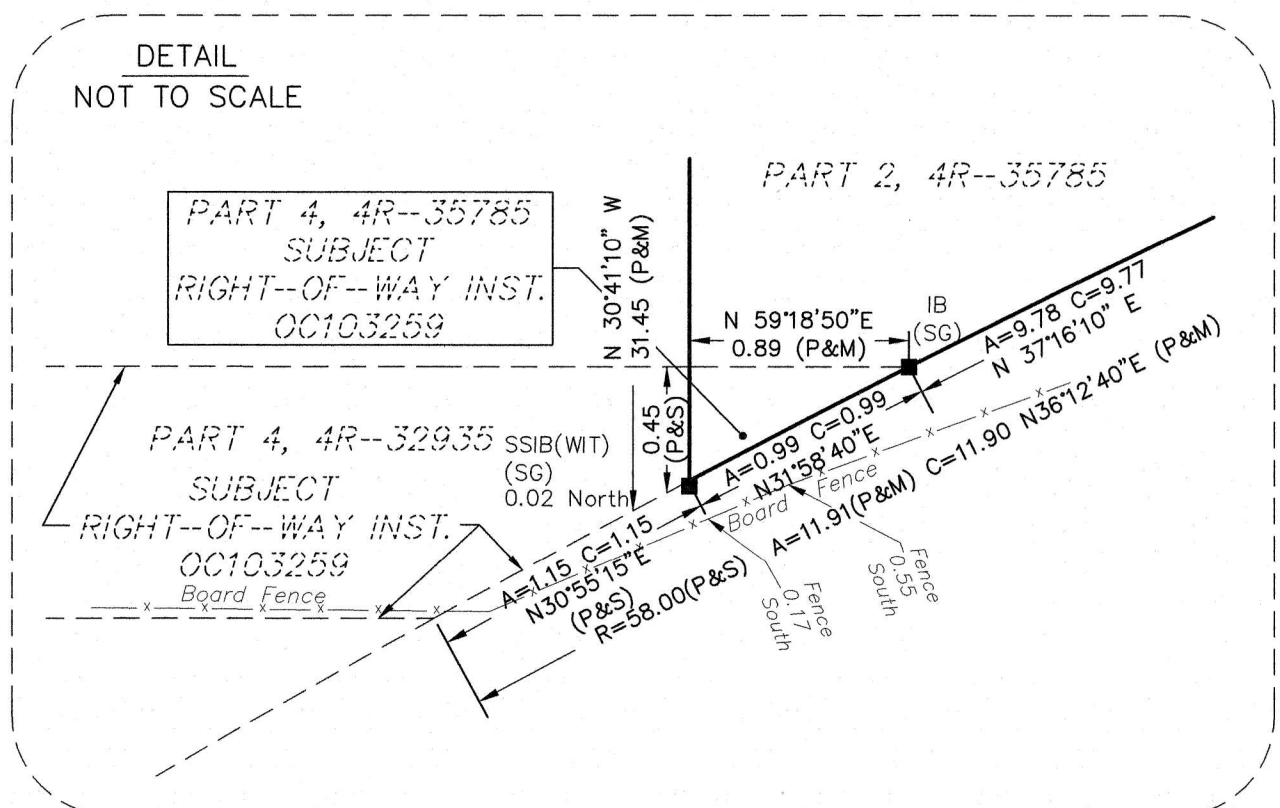 DETAIL
NOT TO SCALE
PART 2, 4R--35785
PART 4, 4R--35785
SUBJECT
RIGHT--OF--WAY INST.
OC103259
N 30°41'10" W
31.45 (P&M)
N 59°18'50"E
0.89 (P&M)
IB
(SG)
A=9.78 C=9.77
N 37°16'10" E
0.45
(P&S)
PART 4, 4R--32935
SUBJECT
RIGHT--OF--WAY INST.
OC103259
SSIB(WIT)
(SG)
0.02 North
A=0.99 C=0.99
N31°58'40"E
Board Fence
A=1.15 C=1.15
N30°55'15"E
(P&S)
R=58.00(P&S) A=11.91(P&M) C=11.90 N36°12'40"E (P&M)
Board Fence
Fence
0.17
South
Fence
0.55
South